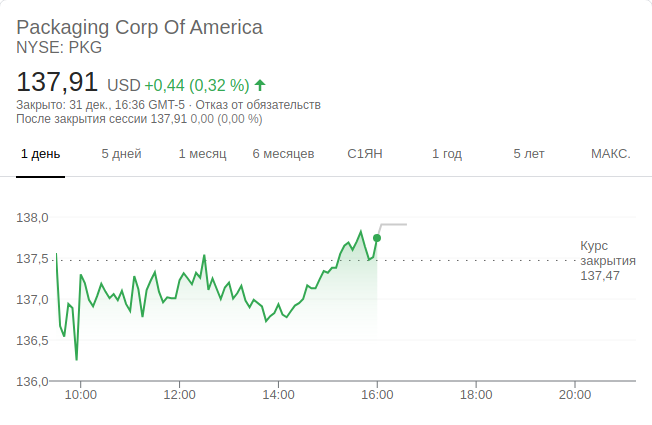 Packaging Corp Of America
NYSE: PKG
137,91 USD +0,44 (0,32 %)
Закрыто: 31 дек., 16:36 GMT-5 · Отказ от обязательств
После закрытия сессии 137,91 0,00 (0,00 %)
1 день 5 дней 1 месяц 6 месяцев С1ЯН 1 год 5 лет МАКС.
138,0
137,5
137,0
136,5
136,0
Курс
закрытия
137,47
10:00 12:00 14:00 16:00 18:00 20:00